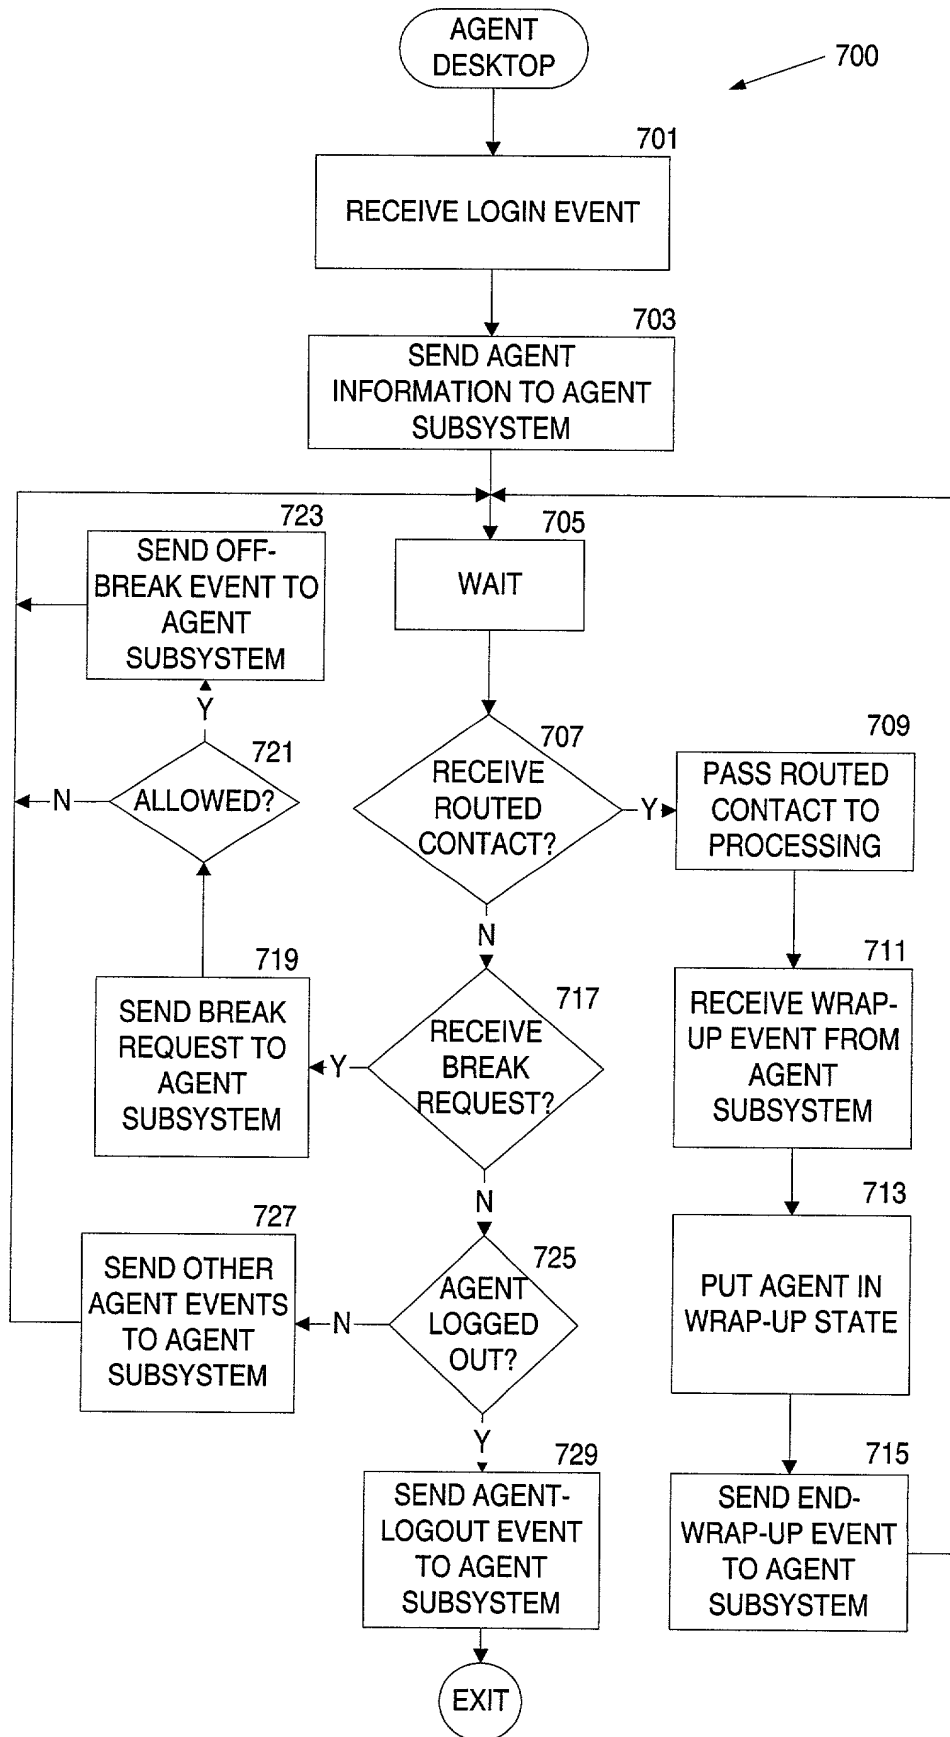 AGENT
DESKTOP
700
701
RECEIVE LOGIN EVENT
703
SEND AGENT
INFORMATION TO AGENT
SUBSYSTEM
723
SEND OFF-
BREAK EVENT TO
AGENT
SUBSYSTEM
705
WAIT
Y
721
ALLOWED?
N
707
RECEIVE
ROUTED
CONTACT?
Y
709
PASS ROUTED
CONTACT TO
PROCESSING
N
719
SEND BREAK
REQUEST TO
AGENT
SUBSYSTEM
Y
717
RECEIVE
BREAK
REQUEST?
711
RECEIVE WRAP-
UP EVENT FROM
AGENT
SUBSYSTEM
N
727
SEND OTHER
AGENT EVENTS
TO AGENT
SUBSYSTEM
N
725
AGENT
LOGGED
OUT?
713
PUT AGENT IN
WRAP-UP STATE
Y
729
SEND AGENT-
LOGOUT EVENT
TO AGENT
SUBSYSTEM
715
SEND END-
WRAP-UP EVENT
TO AGENT
SUBSYSTEM
EXIT